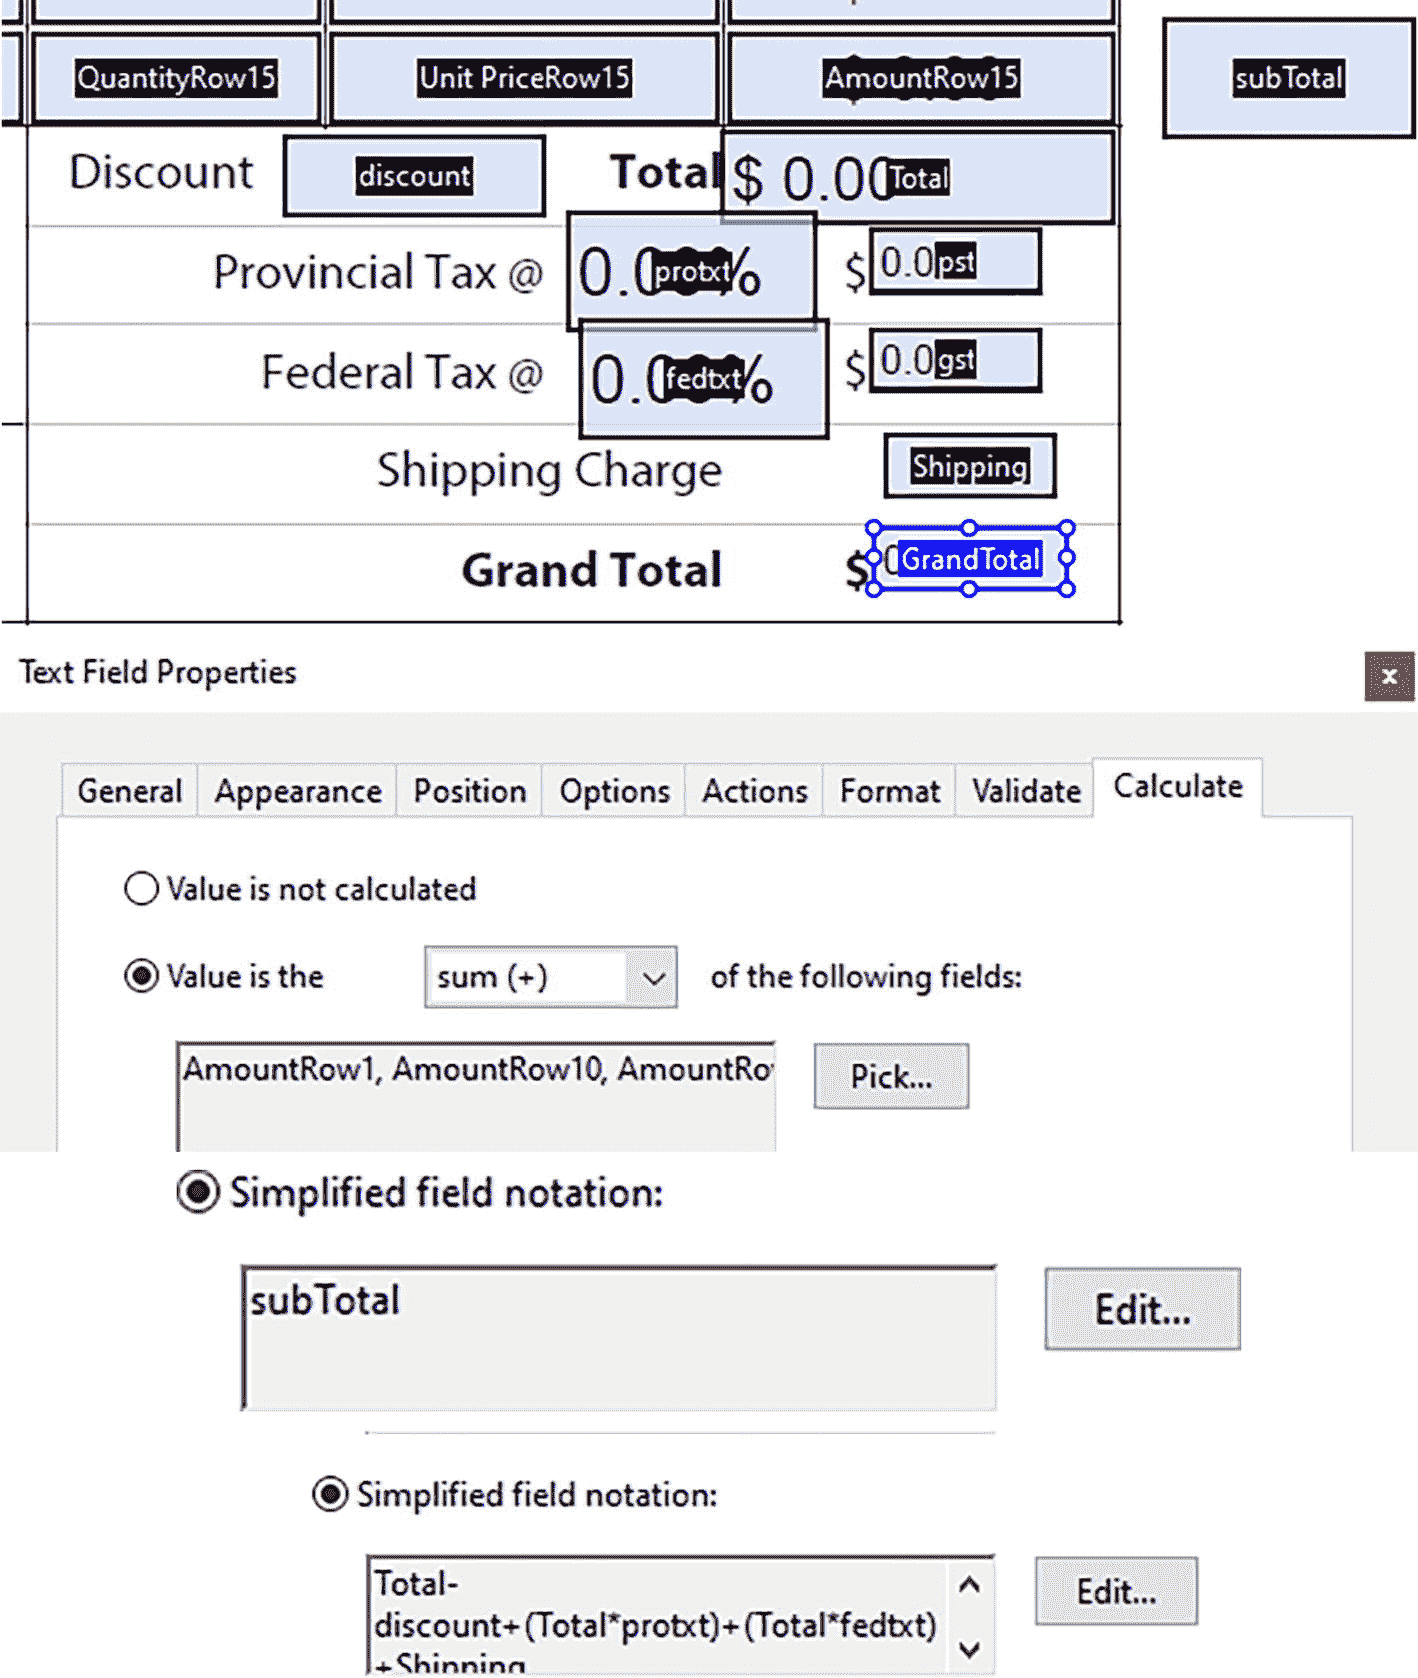 QuantityRow15 Unit PriceRow15 AmountRow15 subTotal
Discount discount Total $ 0.00 Total
Provincial Tax @ 0.0 protxt % $ 0.0 pst
Federal Tax @ 0.0 fedtxt % $ 0.0 gst
Shipping Charge Shipping
Grand Total $ GrandTotal
Text Field Properties x
General Appearance Position Options Actions Format Validate Calculate
Value is not calculated
Value is the sum (+) of the following fields:
AmountRow1, AmountRow10, AmountRo
Pick...
Simplified field notation:
subTotal
Edit...
Simplified field notation:
Total-
discount+(Total*protxt)+(Total*fedtxt)
+Shipping
Edit...